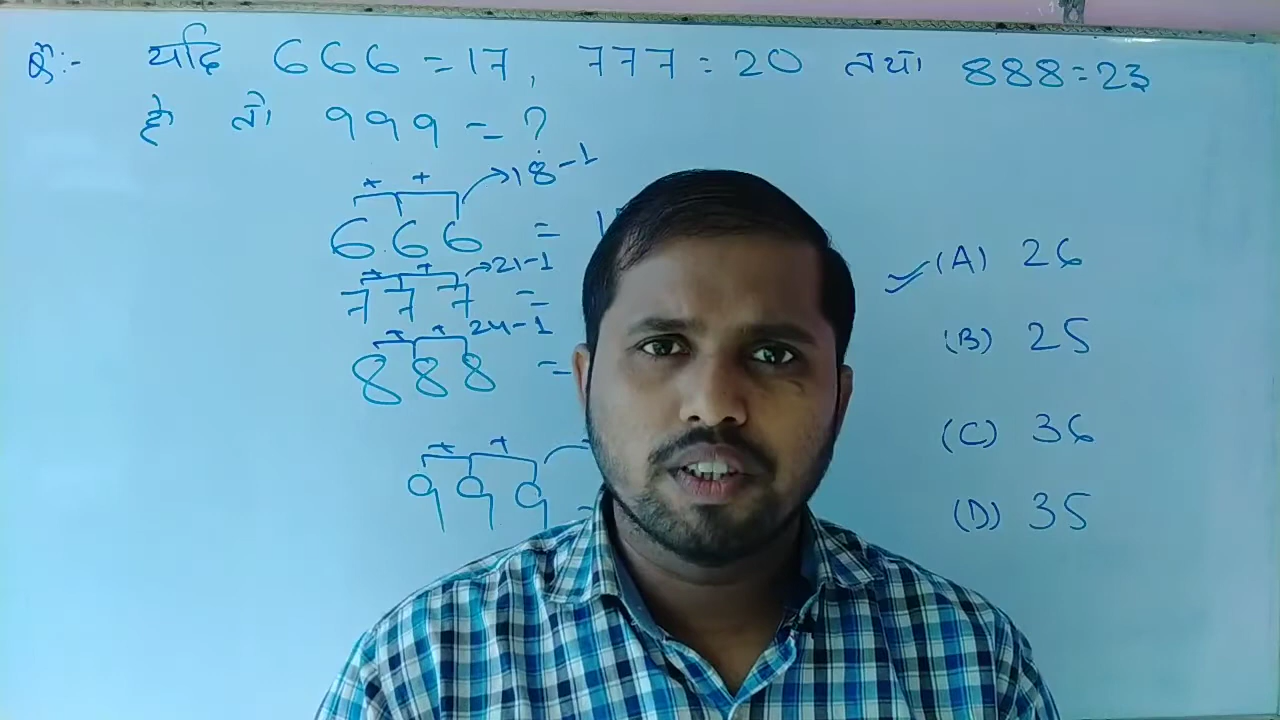 यदि 666 = 17, 777 = 20 तथा 888 = 23
है तो 999 = ?
+ + → 18-1
666 = 1
+ + → 21-1
777 =
+ + 24-1
888 =
+ +
999 =
✓ (A) 26
(B) 25
(C) 36
(D) 35